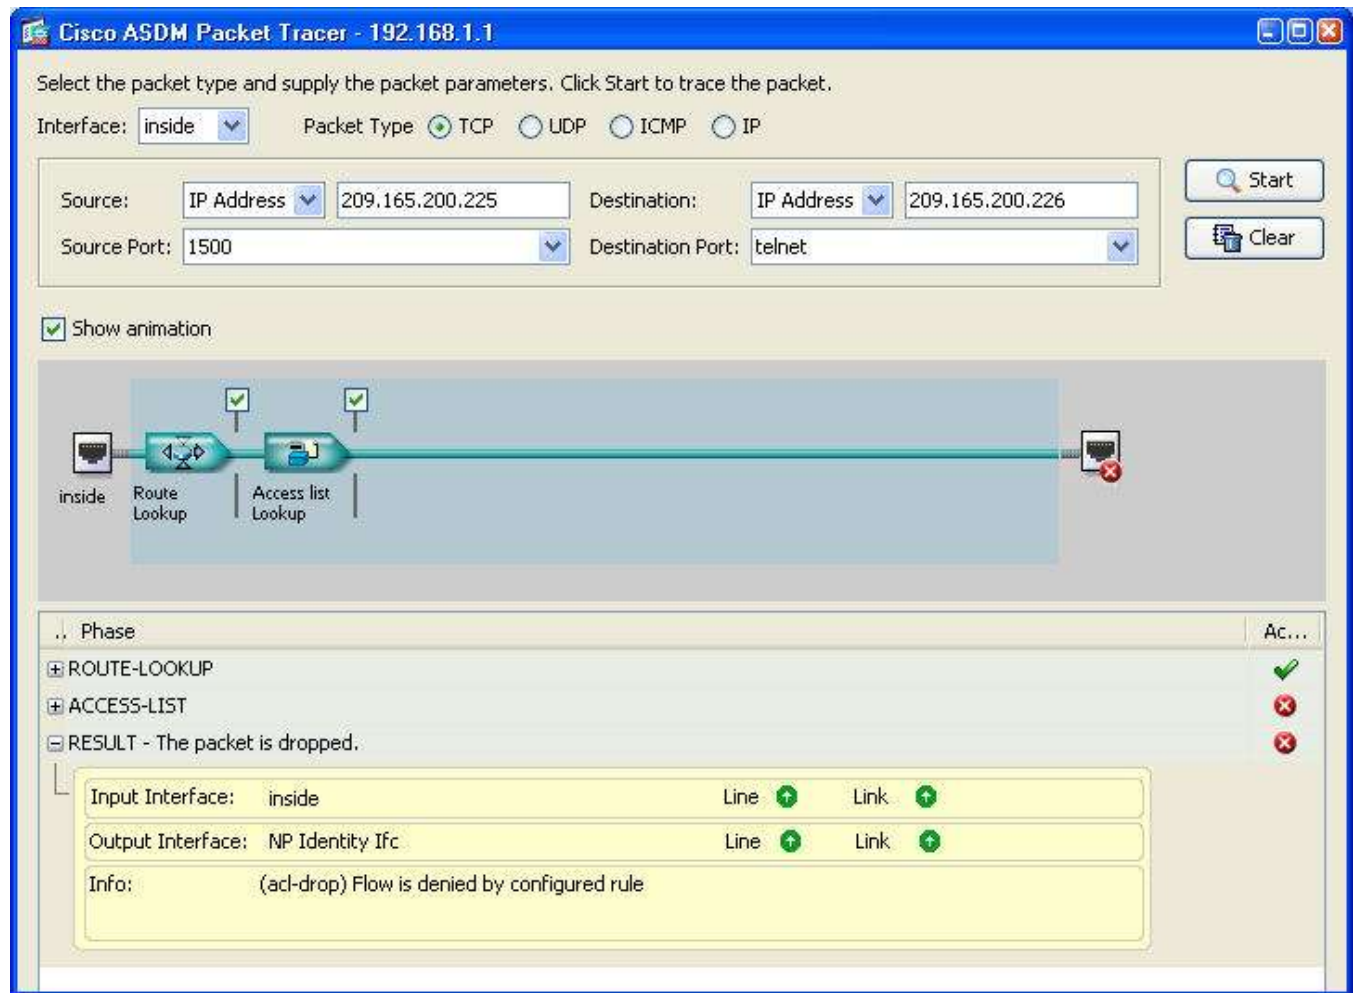 Cisco ASDM Packet Tracer - 192.168.1.1
Select the packet type and supply the packet parameters. Click Start to trace the packet.
Interface: inside Packet Type TCP UDP ICMP IP
Source: IP Address 209.165.200.225 Destination: IP Address 209.165.200.226 Start
Source Port: 1500 Destination Port: telnet Clear
Show animation
inside Route Lookup Access list Lookup
.. Phase Ac...
ROUTE-LOOKUP
ACCESS-LIST
RESULT - The packet is dropped.
Input Interface: inside Line Link
Output Interface: NP Identity Ifc Line Link
Info: (acl-drop) Flow is denied by configured rule